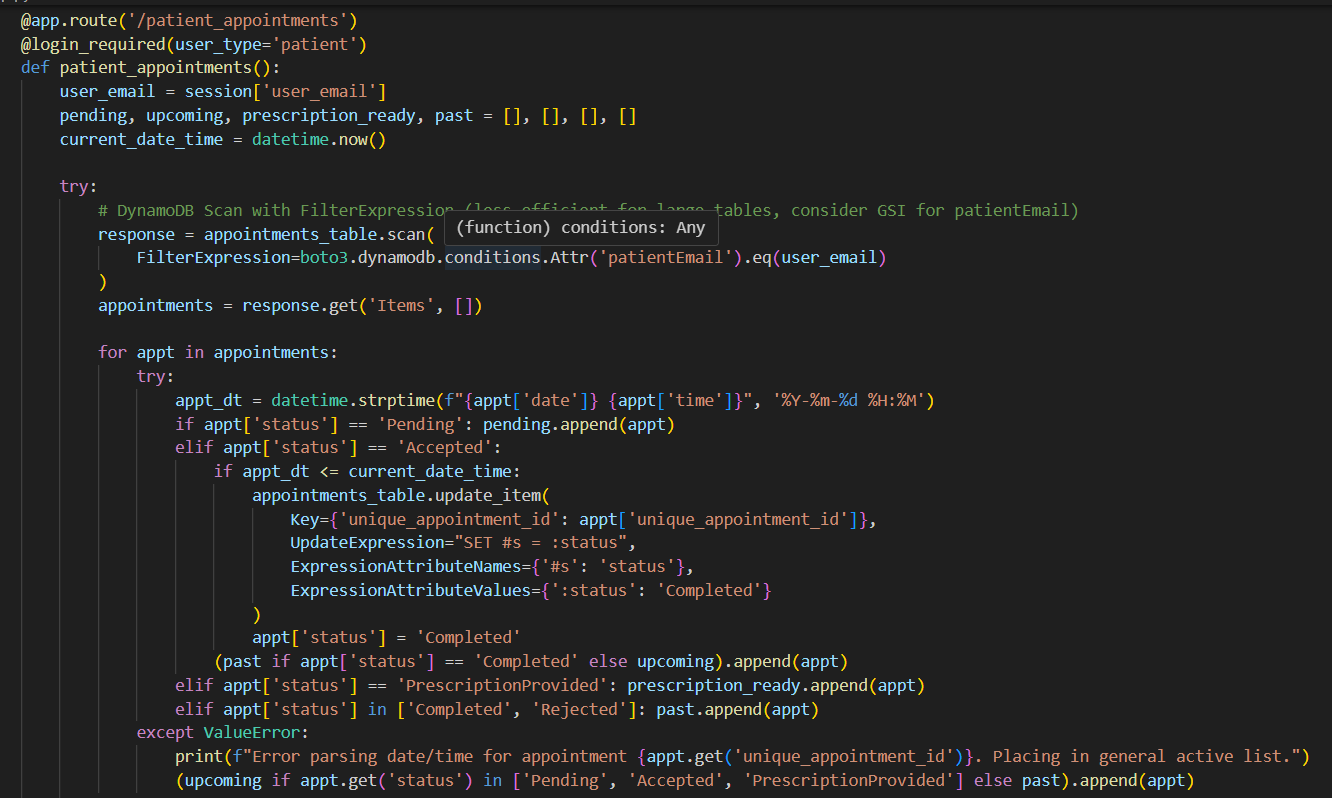 @app.route('/patient_appointments')
@login_required(user_type='patient')
def patient_appointments():
    user_email = session['user_email']
    pending, upcoming, prescription_ready, past = [], [], [], []
    current_date_time = datetime.now()

    try:
        # DynamoDB Scan with FilterExpression (less efficient for large tables, consider GSI for patientEmail)
        response = appointments_table.scan(
(function) conditions: Any
            FilterExpression=boto3.dynamodb.conditions.Attr('patientEmail').eq(user_email)
        )
        appointments = response.get('Items', [])

        for appt in appointments:
            try:
                appt_dt = datetime.strptime(f"{appt['date']} {appt['time']}", '%Y-%m-%d %H:%M')
                if appt['status'] == 'Pending': pending.append(appt)
                elif appt['status'] == 'Accepted':
                    if appt_dt <= current_date_time:
                        appointments_table.update_item(
                            Key={'unique_appointment_id': appt['unique_appointment_id']},
                            UpdateExpression="SET #s = :status",
                            ExpressionAttributeNames={'#s': 'status'},
                            ExpressionAttributeValues={':status': 'Completed'}
                        )
                        appt['status'] = 'Completed'
                    (past if appt['status'] == 'Completed' else upcoming).append(appt)
                elif appt['status'] == 'PrescriptionProvided': prescription_ready.append(appt)
                elif appt['status'] in ['Completed', 'Rejected']: past.append(appt)
            except ValueError:
                print(f"Error parsing date/time for appointment {appt.get('unique_appointment_id')}. Placing in general active list.")
                (upcoming if appt.get('status') in ['Pending', 'Accepted', 'PrescriptionProvided'] else past).append(appt)